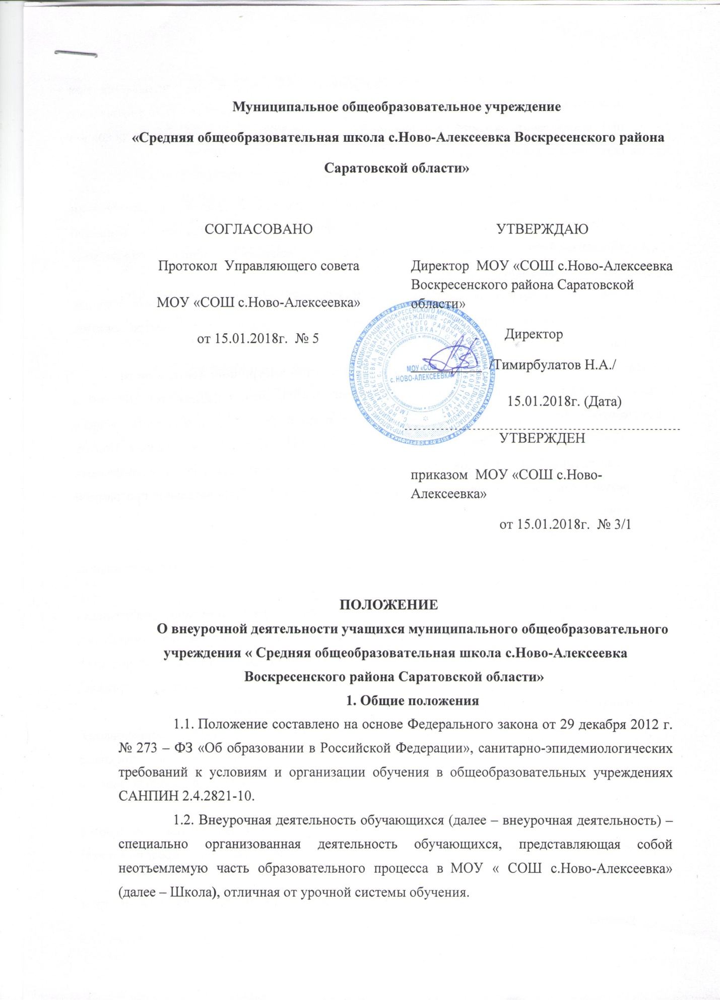 Муниципальное общеобразовательное учреждение
«Средняя общеобразовательная школа с.Ново-Алексеевка Воскресенского района
Саратовской области»
СОГЛАСОВАНО
Протокол  Управляющего совета
МОУ «СОШ с.Ново-Алексеевка»
от 15.01.2018г.  № 5
УТВЕРЖДАЮ
Директор  МОУ «СОШ с.Ново-Алексеевка
Воскресенского района Саратовской
области»
Директор
/Тимирбулатов Н.А./
15.01.2018г. (Дата)
МОУ «СОШ
с. НОВО-АЛЕКСЕЕВКА»
УТВЕРЖДЕН
приказом  МОУ «СОШ с.Ново-
Алексеевка»
от 15.01.2018г.  № 3/1
ПОЛОЖЕНИЕ
О внеурочной деятельности учащихся муниципального общеобразовательного
учреждения « Средняя общеобразовательная школа с.Ново-Алексеевка
Воскресенского района Саратовской области»
1. Общие положения
1.1. Положение составлено на основе Федерального закона от 29 декабря 2012 г.
№ 273 – ФЗ «Об образовании в Российской Федерации», санитарно-эпидемиологических
требований к условиям и организации обучения в общеобразовательных учреждениях
САНПИН 2.4.2821-10.
1.2. Внеурочная деятельность обучающихся (далее – внеурочная деятельность) –
специально организованная деятельность обучающихся, представляющая собой
неотъемлемую часть образовательного процесса в МОУ « СОШ с.Ново-Алексеевка»
(далее – Школа), отличная от урочной системы обучения.